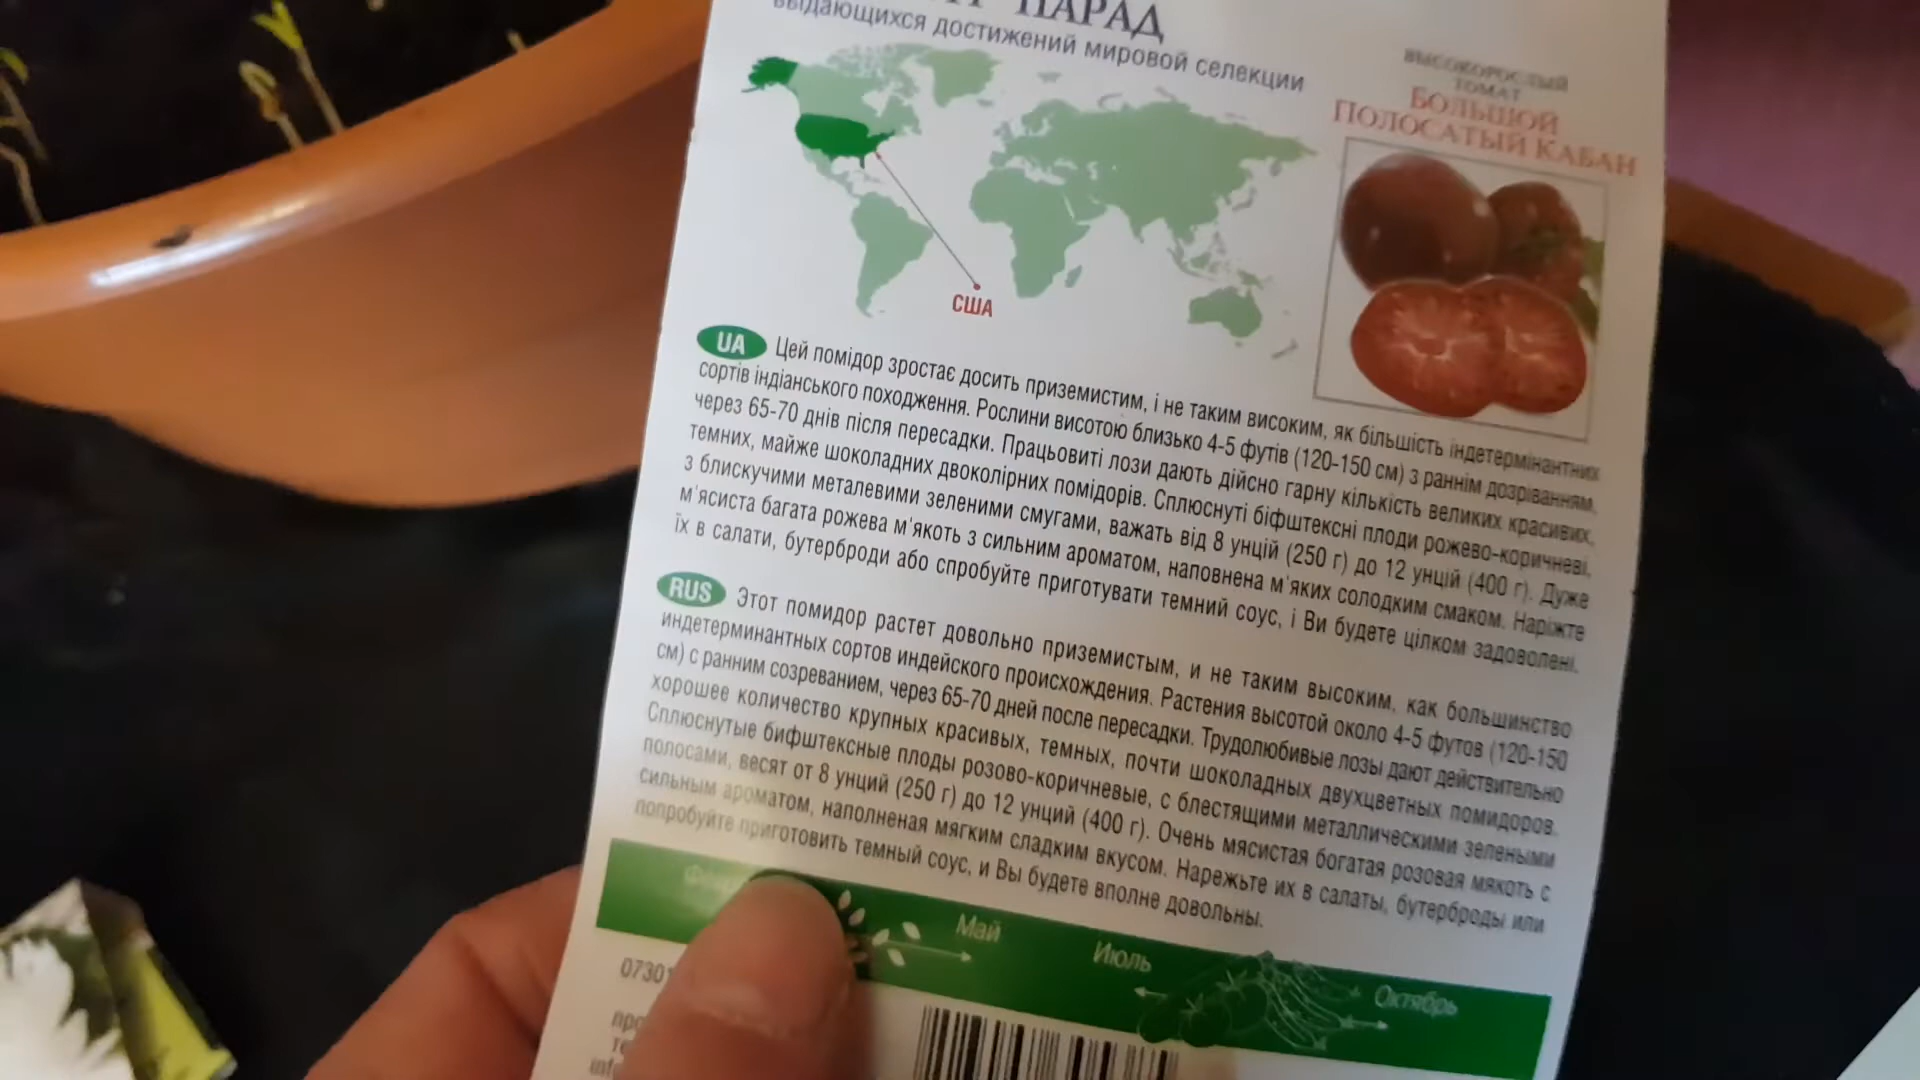 ПАРАД
выдающихся достижений мировой селекции
ВЫСОКОРОСЛЫЙ
ТОМАТ
БОЛЬШОЙ
ПОЛОСАТЫЙ КАБАН
США
UA Цей помідор зростає досить приземистим, і не таким високим, як більшість індетермінантних
сортів індіанського походження. Рослини висотою близько 4-5 футів (120-150 см) з раннім дозріванням,
через 65-70 днів після пересадки. Працьовиті лози дають дійсно гарну кількість великих красивих,
темних, майже шоколадних двоколірних помідорів. Сплюснуті біфштексні плоди рожево-коричневі,
з блискучими металевими зеленими смугами, важать від 8 унцій (250 г) до 12 унцій (400 г). Дуже
м'ясиста багата рожева м'якоть з сильним ароматом, наповнена м'яких солодким смаком. Наріжте
їх в салати, бутерброди або спробуйте приготувати темний соус, і Ви будете цілком задоволені.
RUS Этот помидор растет довольно приземистым, и не таким высоким, как большинство
индетерминантных сортов индейского происхождения. Растения высотой около 4-5 футов (120-150
см) с ранним созреванием, через 65-70 дней после пересадки. Трудолюбивые лозы дают действительно
хорошее количество крупных красивых, темных, почти шоколадных двухцветных помидоров.
Сплюснутые бифштексные плоды розово-коричневые, с блестящими металлическими зелеными
полосами, весят от 8 унций (250 г) до 12 унций (400 г). Очень мясистая богатая розовая мякоть с
сильным ароматом, наполненая мягким сладким вкусом. Нарежьте их в салаты, бутерброды или
попробуйте приготовить темный соус, и Вы будете вполне довольны.
Май
Июль
Октябрь
0730